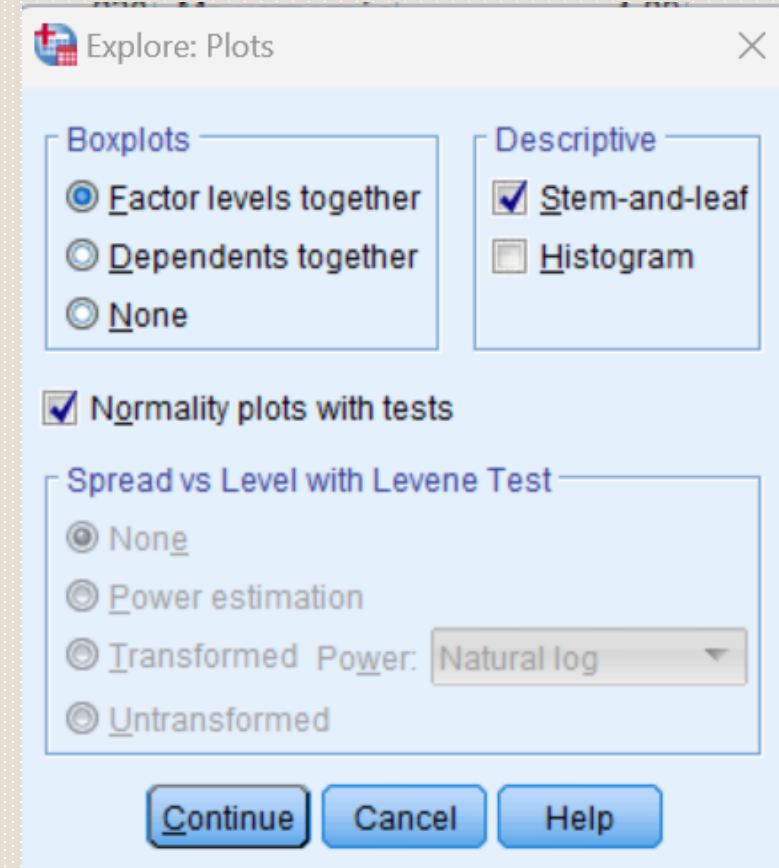 Explore: Plots
Boxplots
Factor levels together
Dependents together
None
Descriptive
Stem-and-leaf
Histogram
Normality plots with tests
Spread vs Level with Levene Test
None
Power estimation
Transformed Power: Natural log
Untransformed
Continue Cancel Help